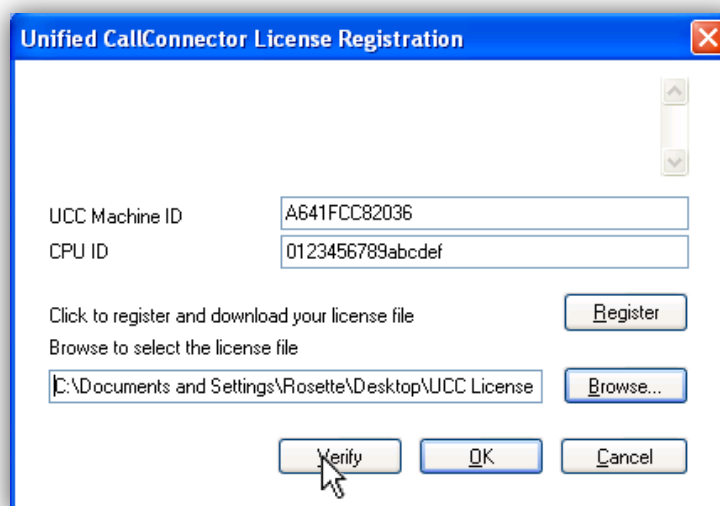 Unified CallConnector License Registration
UCC Machine ID A641FCC82036
CPU ID 0123456789abcdef
Click to register and download your license file Register
Browse to select the license file
C:\Documents and Settings\Rosette\Desktop\UCC License Browse...
Verify OK Cancel